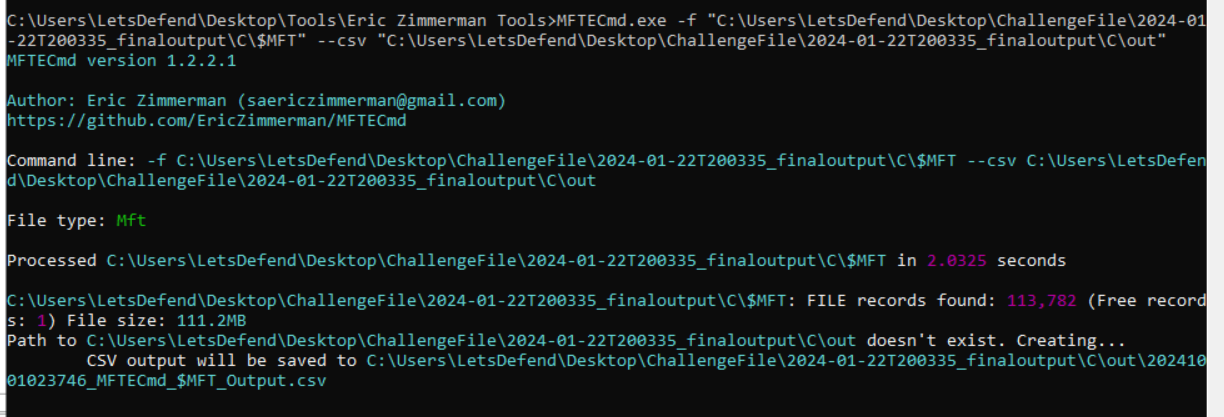 C:\Users\LetsDefend\Desktop\Tools\Eric Zimmerman Tools>MFTECmd.exe -f "C:\Users\LetsDefend\Desktop\ChallengeFile\2024-01
-22T200335_finaloutput\C\$MFT" --csv "C:\Users\LetsDefend\Desktop\ChallengeFile\2024-01-22T200335_finaloutput\C\out"
MFTECmd version 1.2.2.1
Author: Eric Zimmerman (saericzimmerman@gmail.com)
https://github.com/EricZimmerman/MFTECmd
Command line: -f C:\Users\LetsDefend\Desktop\ChallengeFile\2024-01-22T200335_finaloutput\C\$MFT --csv C:\Users\LetsDefen
d\Desktop\ChallengeFile\2024-01-22T200335_finaloutput\C\out
File type: Mft
Processed C:\Users\LetsDefend\Desktop\ChallengeFile\2024-01-22T200335_finaloutput\C\$MFT in 2.0325 seconds
C:\Users\LetsDefend\Desktop\ChallengeFile\2024-01-22T200335_finaloutput\C\$MFT: FILE records found: 113,782 (Free record
s: 1) File size: 111.2MB
Path to C:\Users\LetsDefend\Desktop\ChallengeFile\2024-01-22T200335_finaloutput\C\out doesn't exist. Creating...
CSV output will be saved to C:\Users\LetsDefend\Desktop\ChallengeFile\2024-01-22T200335_finaloutput\C\out\202410
01023746_MFTECmd_$MFT_Output.csv